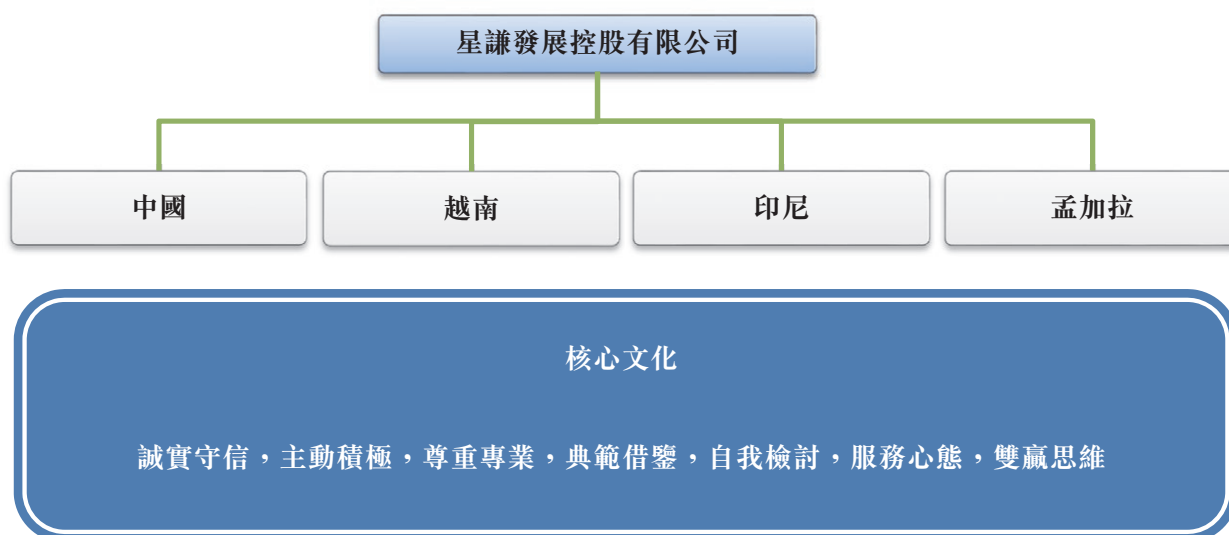 星謙發展控股有限公司
中國
越南
印尼
孟加拉
核心文化
誠實守信，主動積極，尊重專業，典範借鑒，自我檢討，服務心態，雙贏思維